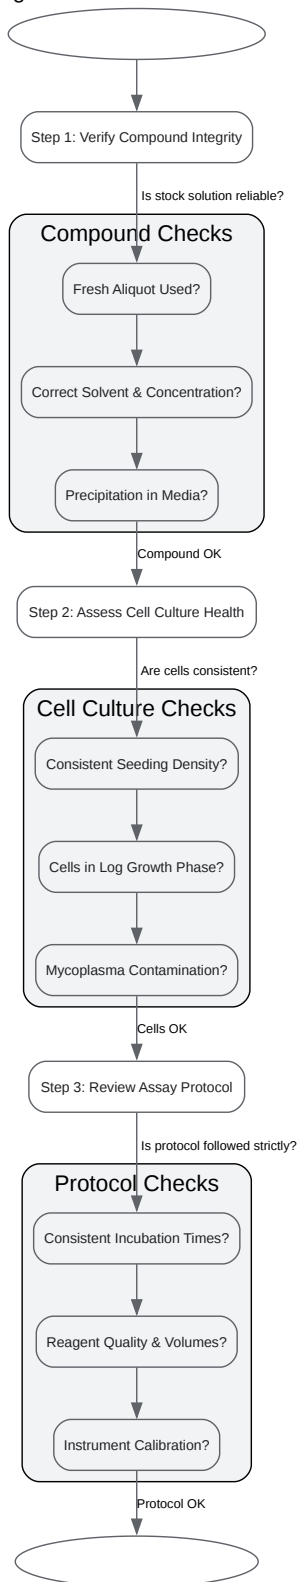 Step 1: Verify Compound Integrity
Is stock solution reliable?
Compound Checks
Fresh Aliquot Used?
Correct Solvent & Concentration?
Precipitation in Media?
Compound OK
Step 2: Assess Cell Culture Health
Are cells consistent?
Cell Culture Checks
Consistent Seeding Density?
Cells in Log Growth Phase?
Mycoplasma Contamination?
Cells OK
Step 3: Review Assay Protocol
Is protocol followed strictly?
Protocol Checks
Consistent Incubation Times?
Reagent Quality & Volumes?
Instrument Calibration?
Protocol OK